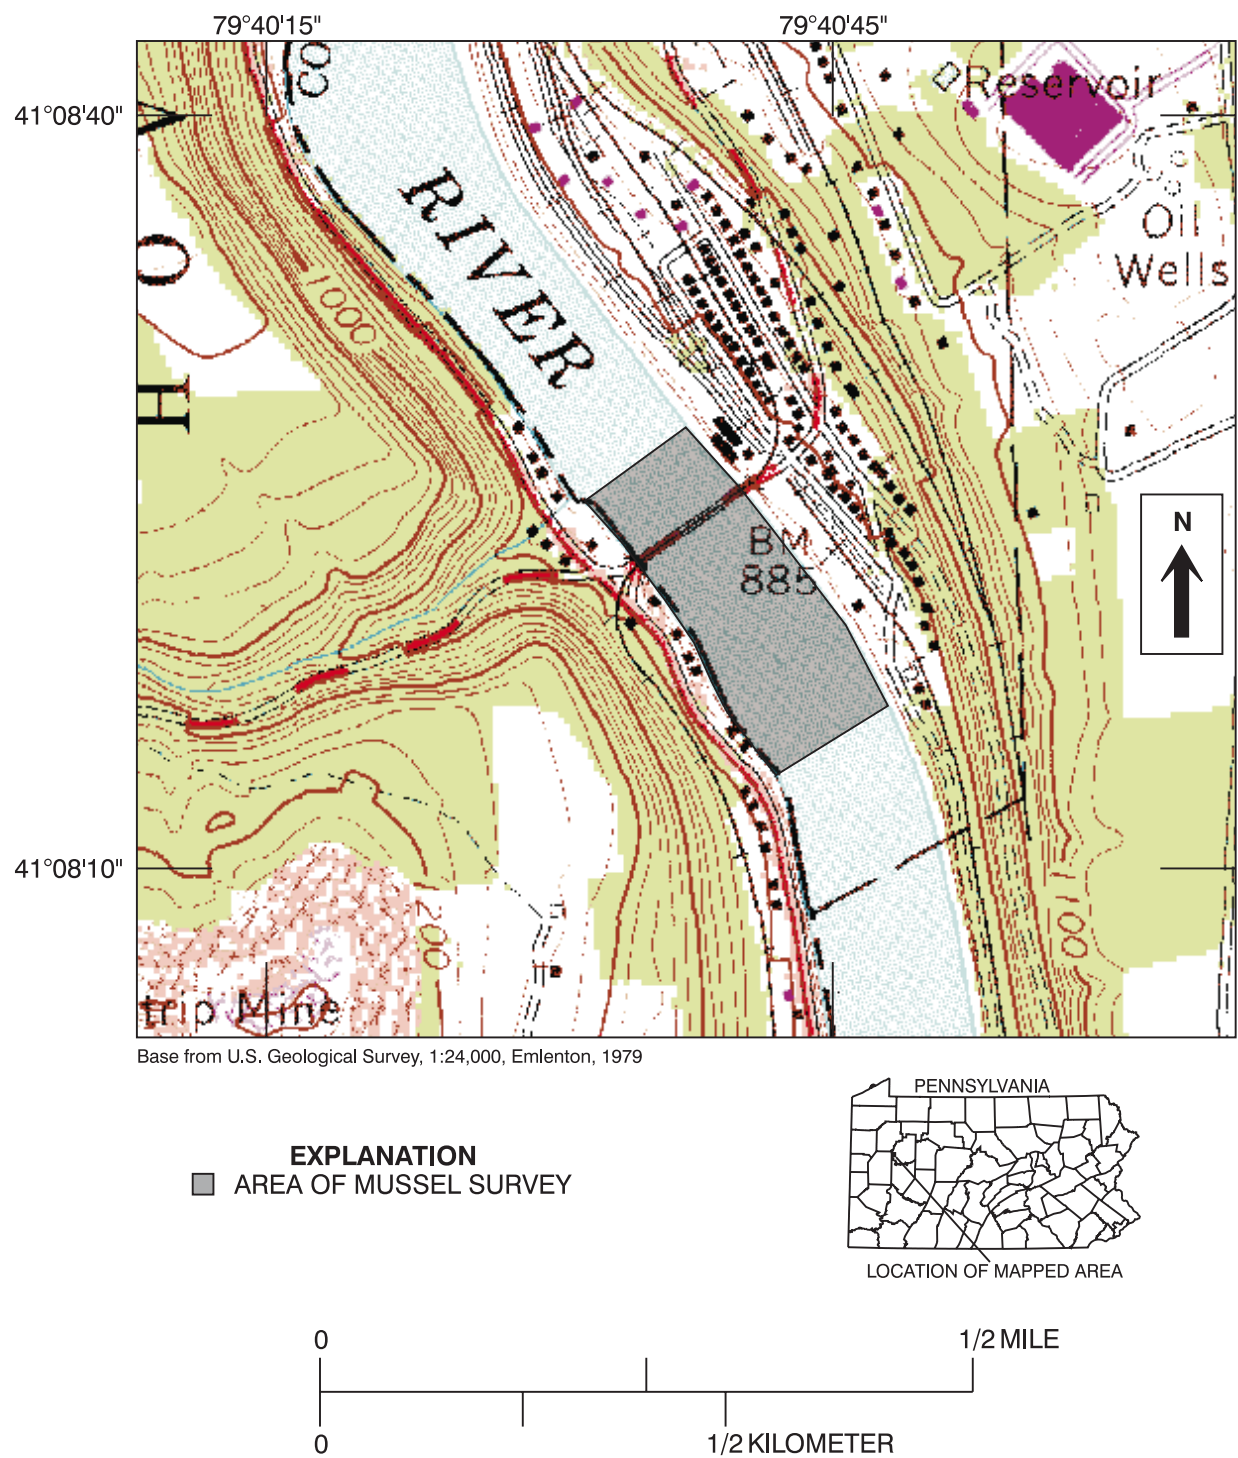 79°40'15" 79°40'45"
41°08'40"
CO
Reservoir
V
RIVER
Oil
Wells
O
1000
H
N
BM
885
41°08'10"
1100
200
trip Mine
Base from U.S. Geological Survey, 1:24,000, Emlenton, 1979
PENNSYLVANIA
EXPLANATION
AREA OF MUSSEL SURVEY
LOCATION OF MAPPED AREA
0 1/2 MILE
0 1/2 KILOMETER